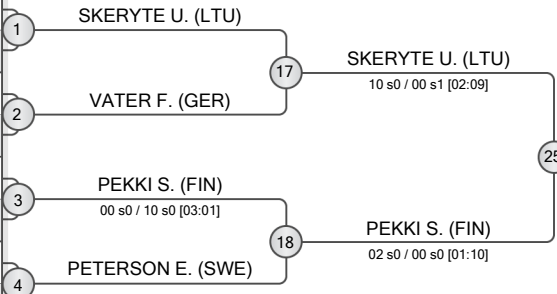 1
SKERYTE U. (LTU)
17
SKERYTE U. (LTU)
10 s0 / 00 s1 [02:09]
2
VATER F. (GER)
25
3
PEKKI S. (FIN)
00 s0 / 10 s0 [03:01]
18
PEKKI S. (FIN)
02 s0 / 00 s0 [01:10]
4
PETERSON E. (SWE)